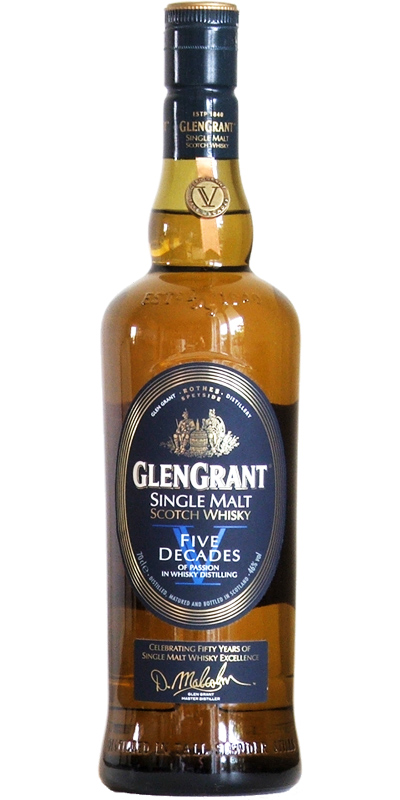 ESTD 1840
GLENGRANT
SINGLE MALT
SCOTCH WHISKY
V
GLEN GRANT · ROTHES · DISTILLERY
SPEYSIDE
GLENGRANT
SINGLE MALT
SCOTCH WHISKY
V
FIVE
DECADES
OF PASSION
IN WHISKY DISTILLING
70cl e · DISTILLED, MATURED AND BOTTLED IN SCOTLAND · 46% vol
CELEBRATING FIFTY YEARS OF
SINGLE MALT WHISKY EXCELLENCE
D. Malcolm
GLEN GRANT
MASTER DISTILLER